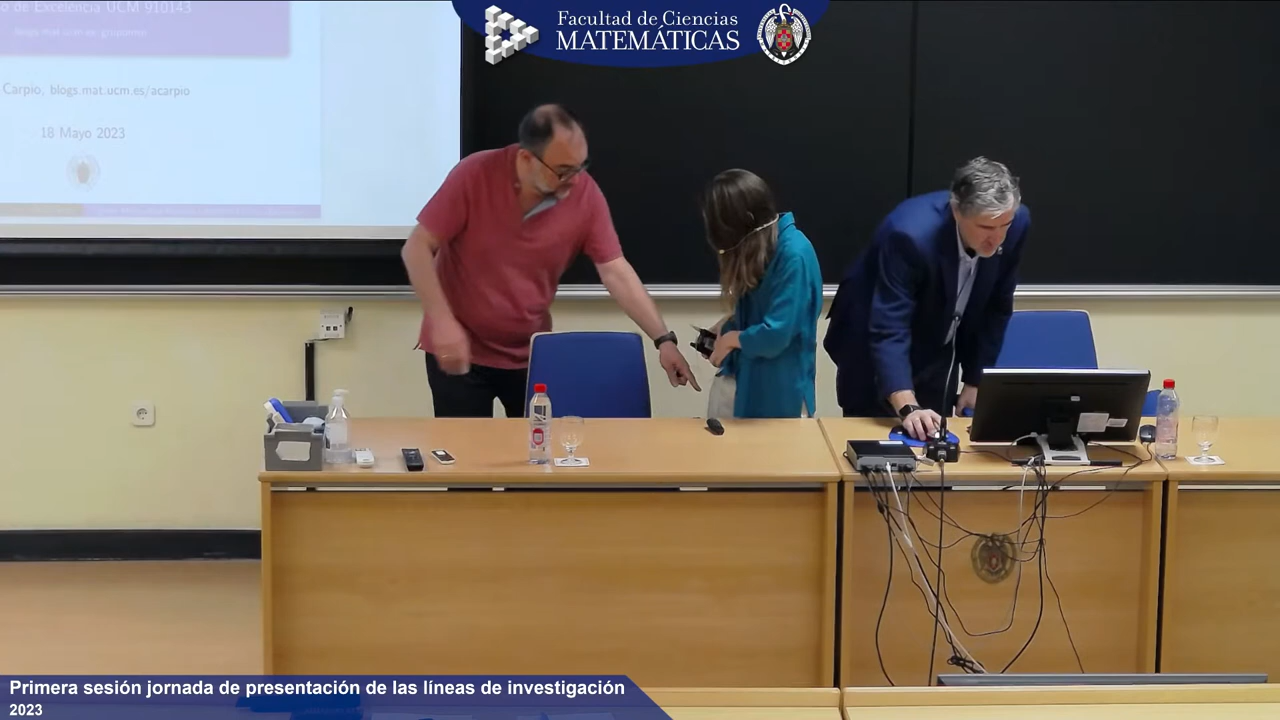 de Excelencia UCM 910143
Carpio, blogs.mat.ucm.es/acarpio
18 Mayo 2023
Facultad de Ciencias
MATEMÁTICAS
Primera sesión jornada de presentación de las líneas de investigación
2023